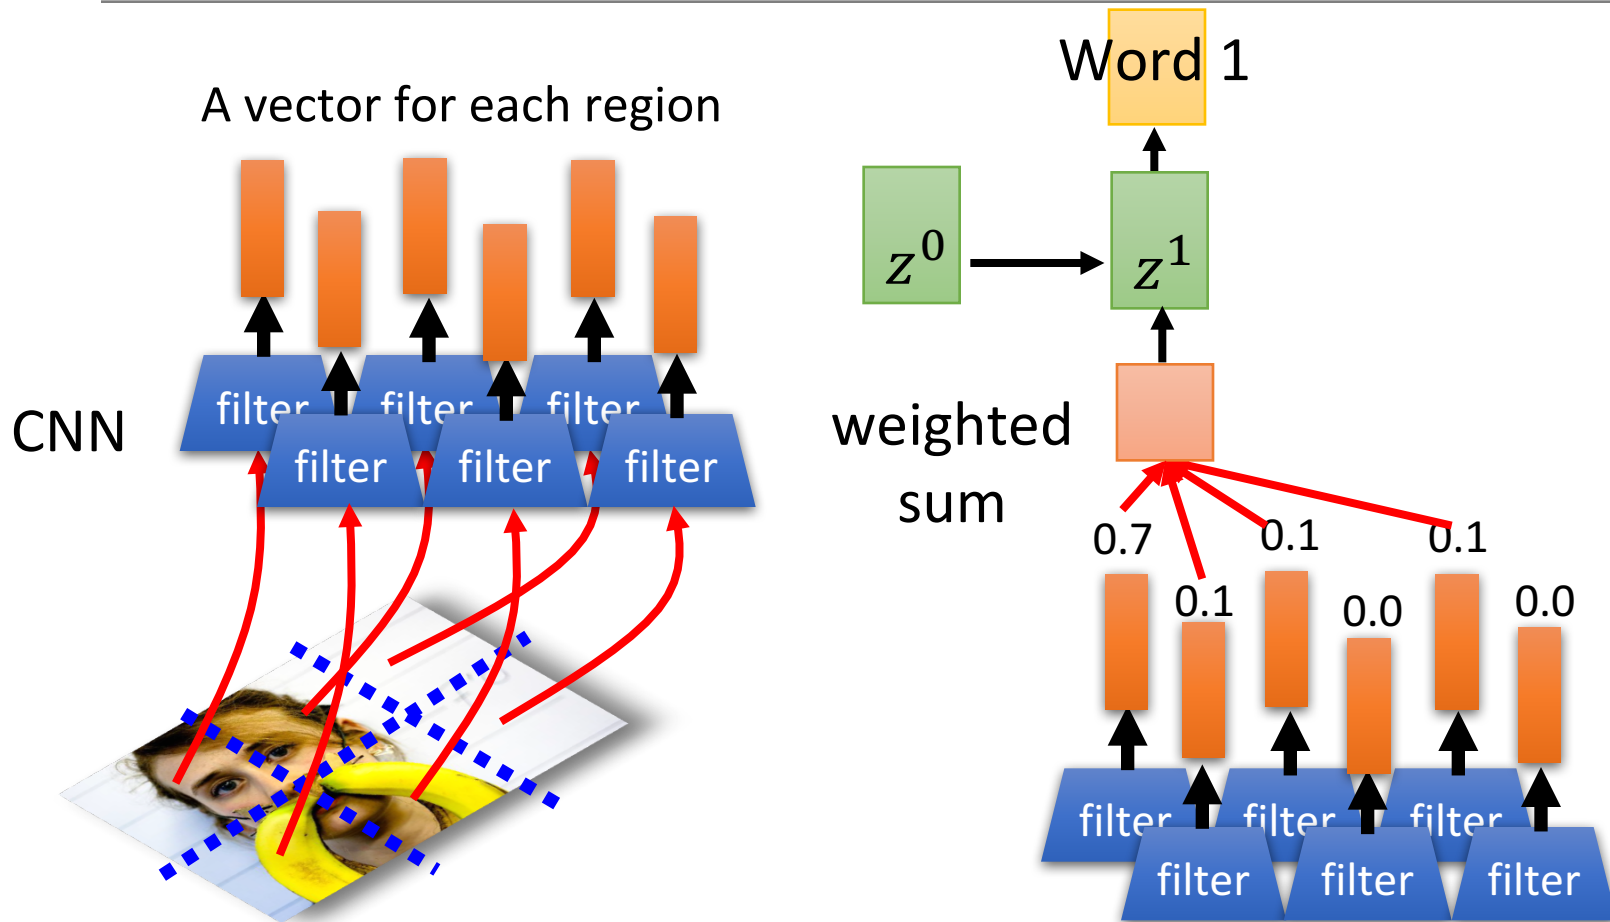 A vector for each region
CNN
filter
filter
filter
filter
filter
filter
Word 1
z⁰
z¹
weighted
sum
0.7
0.1
0.1
0.1
0.0
0.0
filter
filter
filter
filter
filter
filter